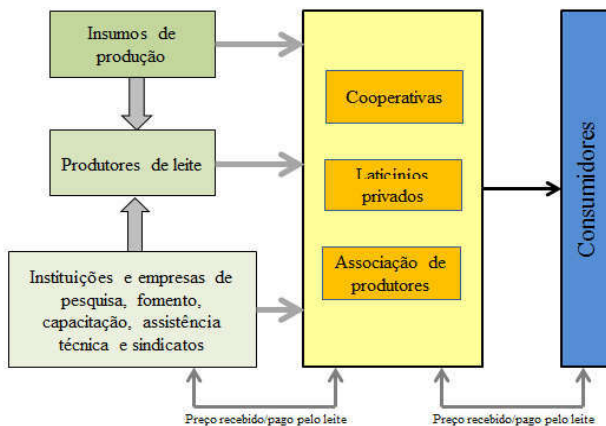 Insumos de
produção
Produtores de leite
Instituições e empresas de
pesquisa, fomento,
capacitação, assistência
técnica e sindicatos
Cooperativas
Laticínios
privados
Associação de
produtores
Consumidores
Preço recebido/pago pelo leite
Preço recebido/pago pelo leite